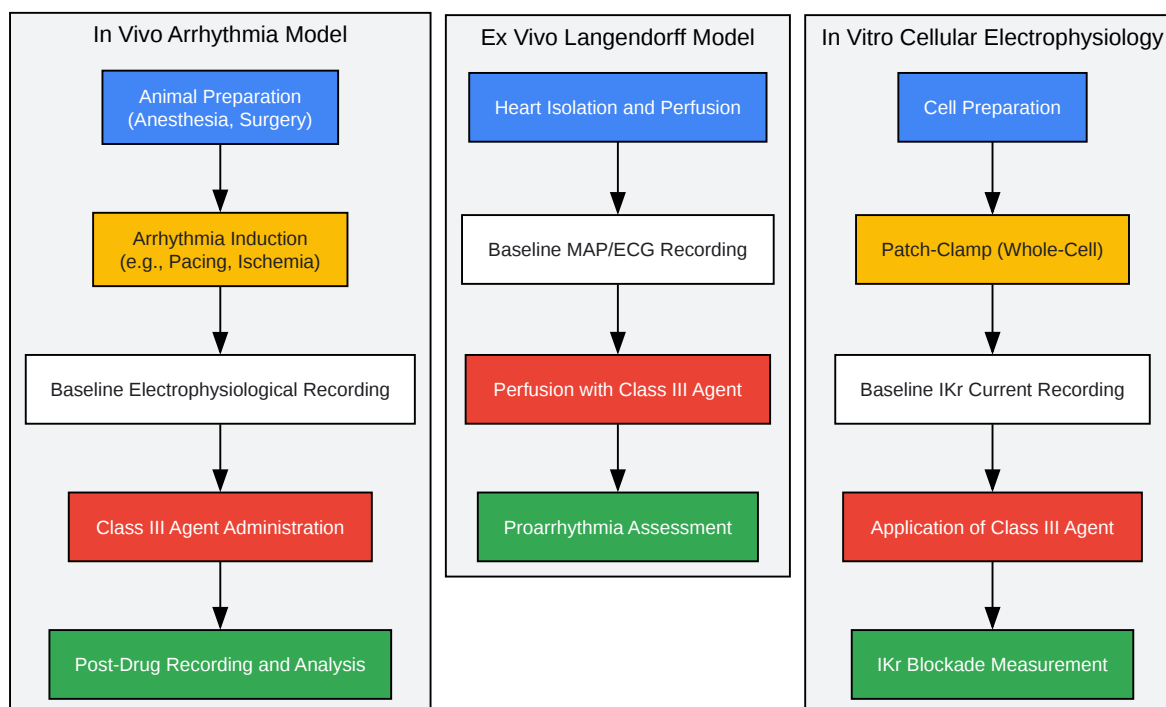 In Vivo Arrhythmia Model
Animal Preparation
(Anesthesia, Surgery)
Arrhythmia Induction
(e.g., Pacing, Ischemia)
Baseline Electrophysiological Recording
Class III Agent Administration
Post-Drug Recording and Analysis
Ex Vivo Langendorff Model
Heart Isolation and Perfusion
Baseline MAP/ECG Recording
Perfusion with Class III Agent
Proarrhythmia Assessment
In Vitro Cellular Electrophysiology
Cell Preparation
Patch-Clamp (Whole-Cell)
Baseline IKr Current Recording
Application of Class III Agent
IKr Blockade Measurement